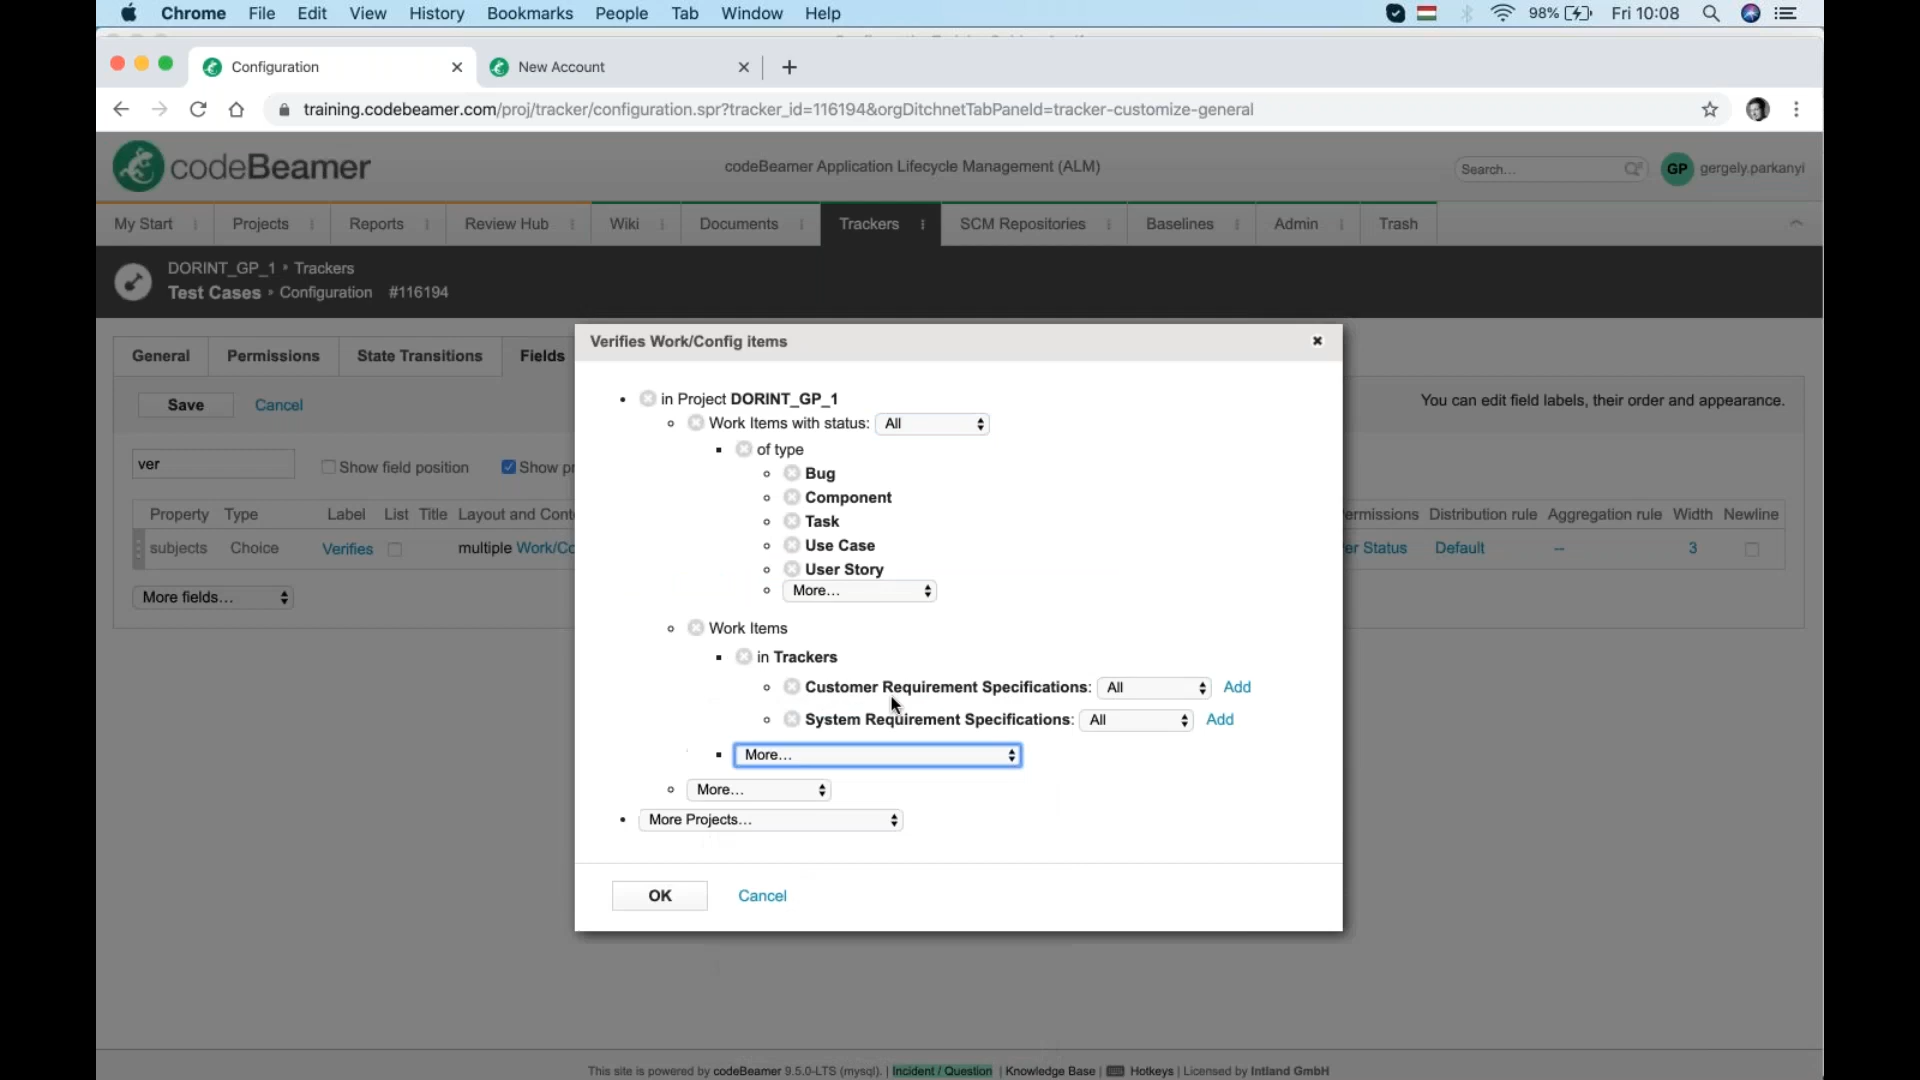 Chrome File Edit View History Bookmarks People Tab Window Help 98% Fri 10:08
Configuration New Account
training.codebeamer.com/proj/tracker/configuration.spr?tracker_id=116194&orgDitchnetTabPaneId=tracker-customize-general
codeBeamer codeBeamer Application Lifecycle Management (ALM) Search... GP gergely.parkanyi
My Start Projects Reports Review Hub Wiki Documents Trackers SCM Repositories Baselines Admin Trash
DORINT_GP_1 Trackers
Test Cases Configuration #116194
General Permissions State Transitions Fields
Save Cancel You can edit field labels, their order and appearance.
ver Show field position Show pr
Property Type Label List Title Layout and Conte ermissions Distribution rule Aggregation rule Width Newline
subjects Choice Verifies multiple Work/Co er Status Default -- 3
More fields...
Verifies Work/Config items
in Project DORINT_GP_1
Work Items with status: All
of type
Bug
Component
Task
Use Case
User Story
More...
Work Items
in Trackers
Customer Requirement Specifications: All Add
System Requirement Specifications: All Add
More...
More...
More Projects...
OK Cancel
This site is powered by codeBeamer 9.5.0-LTS (mysql). | Incident / Question | Knowledge Base | Hotkeys | Licensed by Intland GmbH